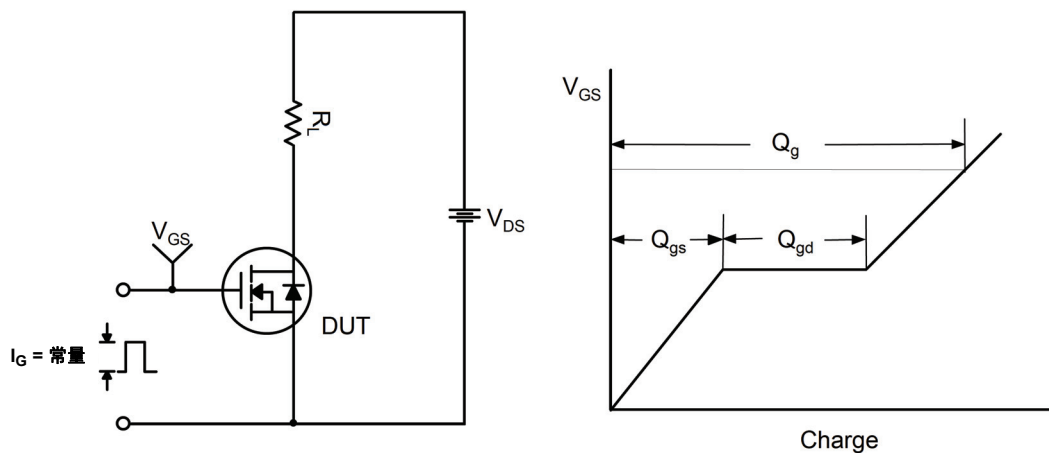 R_L
V_GS
V_DS
DUT
I_G = 常量
V_GS
Q_g
Q_gs
Q_gd
Charge